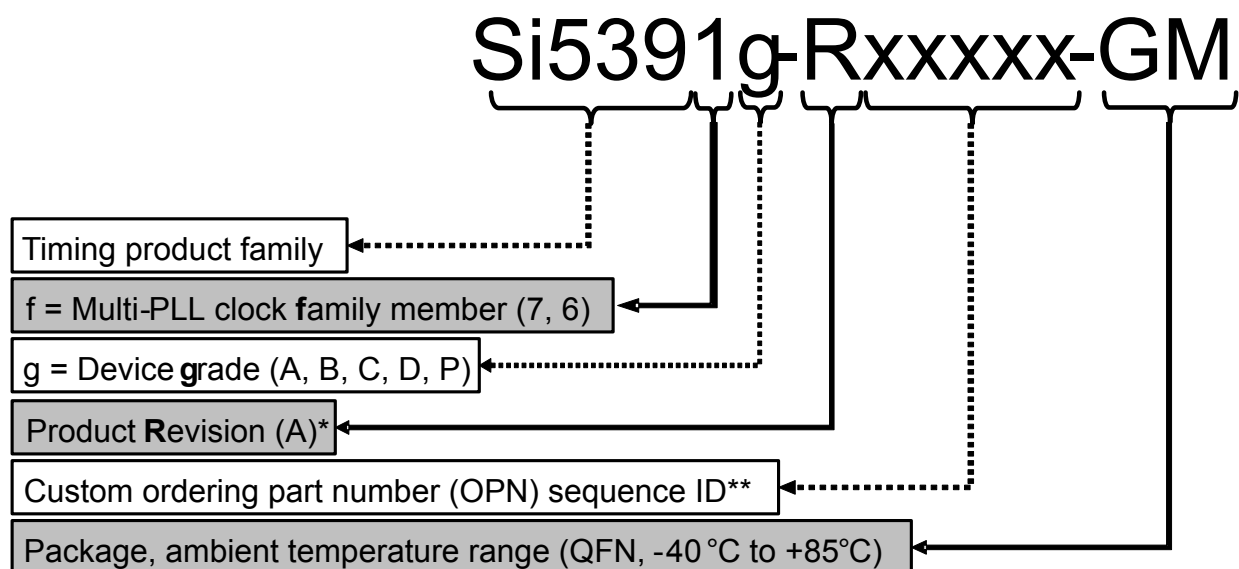 Si5391g-Rxxxxx-GM
Timing product family
f = Multi-PLL clock family member (7, 6)
g = Device grade (A, B, C, D, P)
Product Revision (A)*
Custom ordering part number (OPN) sequence ID**
Package, ambient temperature range (QFN, -40 °C to +85°C)